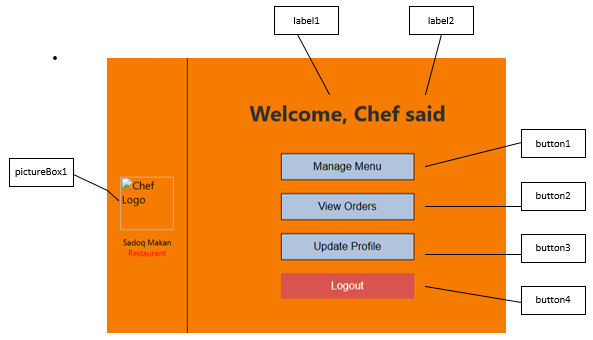 label1
label2
Welcome, Chef said
button1
Manage Menu
pictureBox1
Chef
Logo
button2
View Orders
Sadoq Makan
Restaurant
Update Profile
button3
Logout
button4